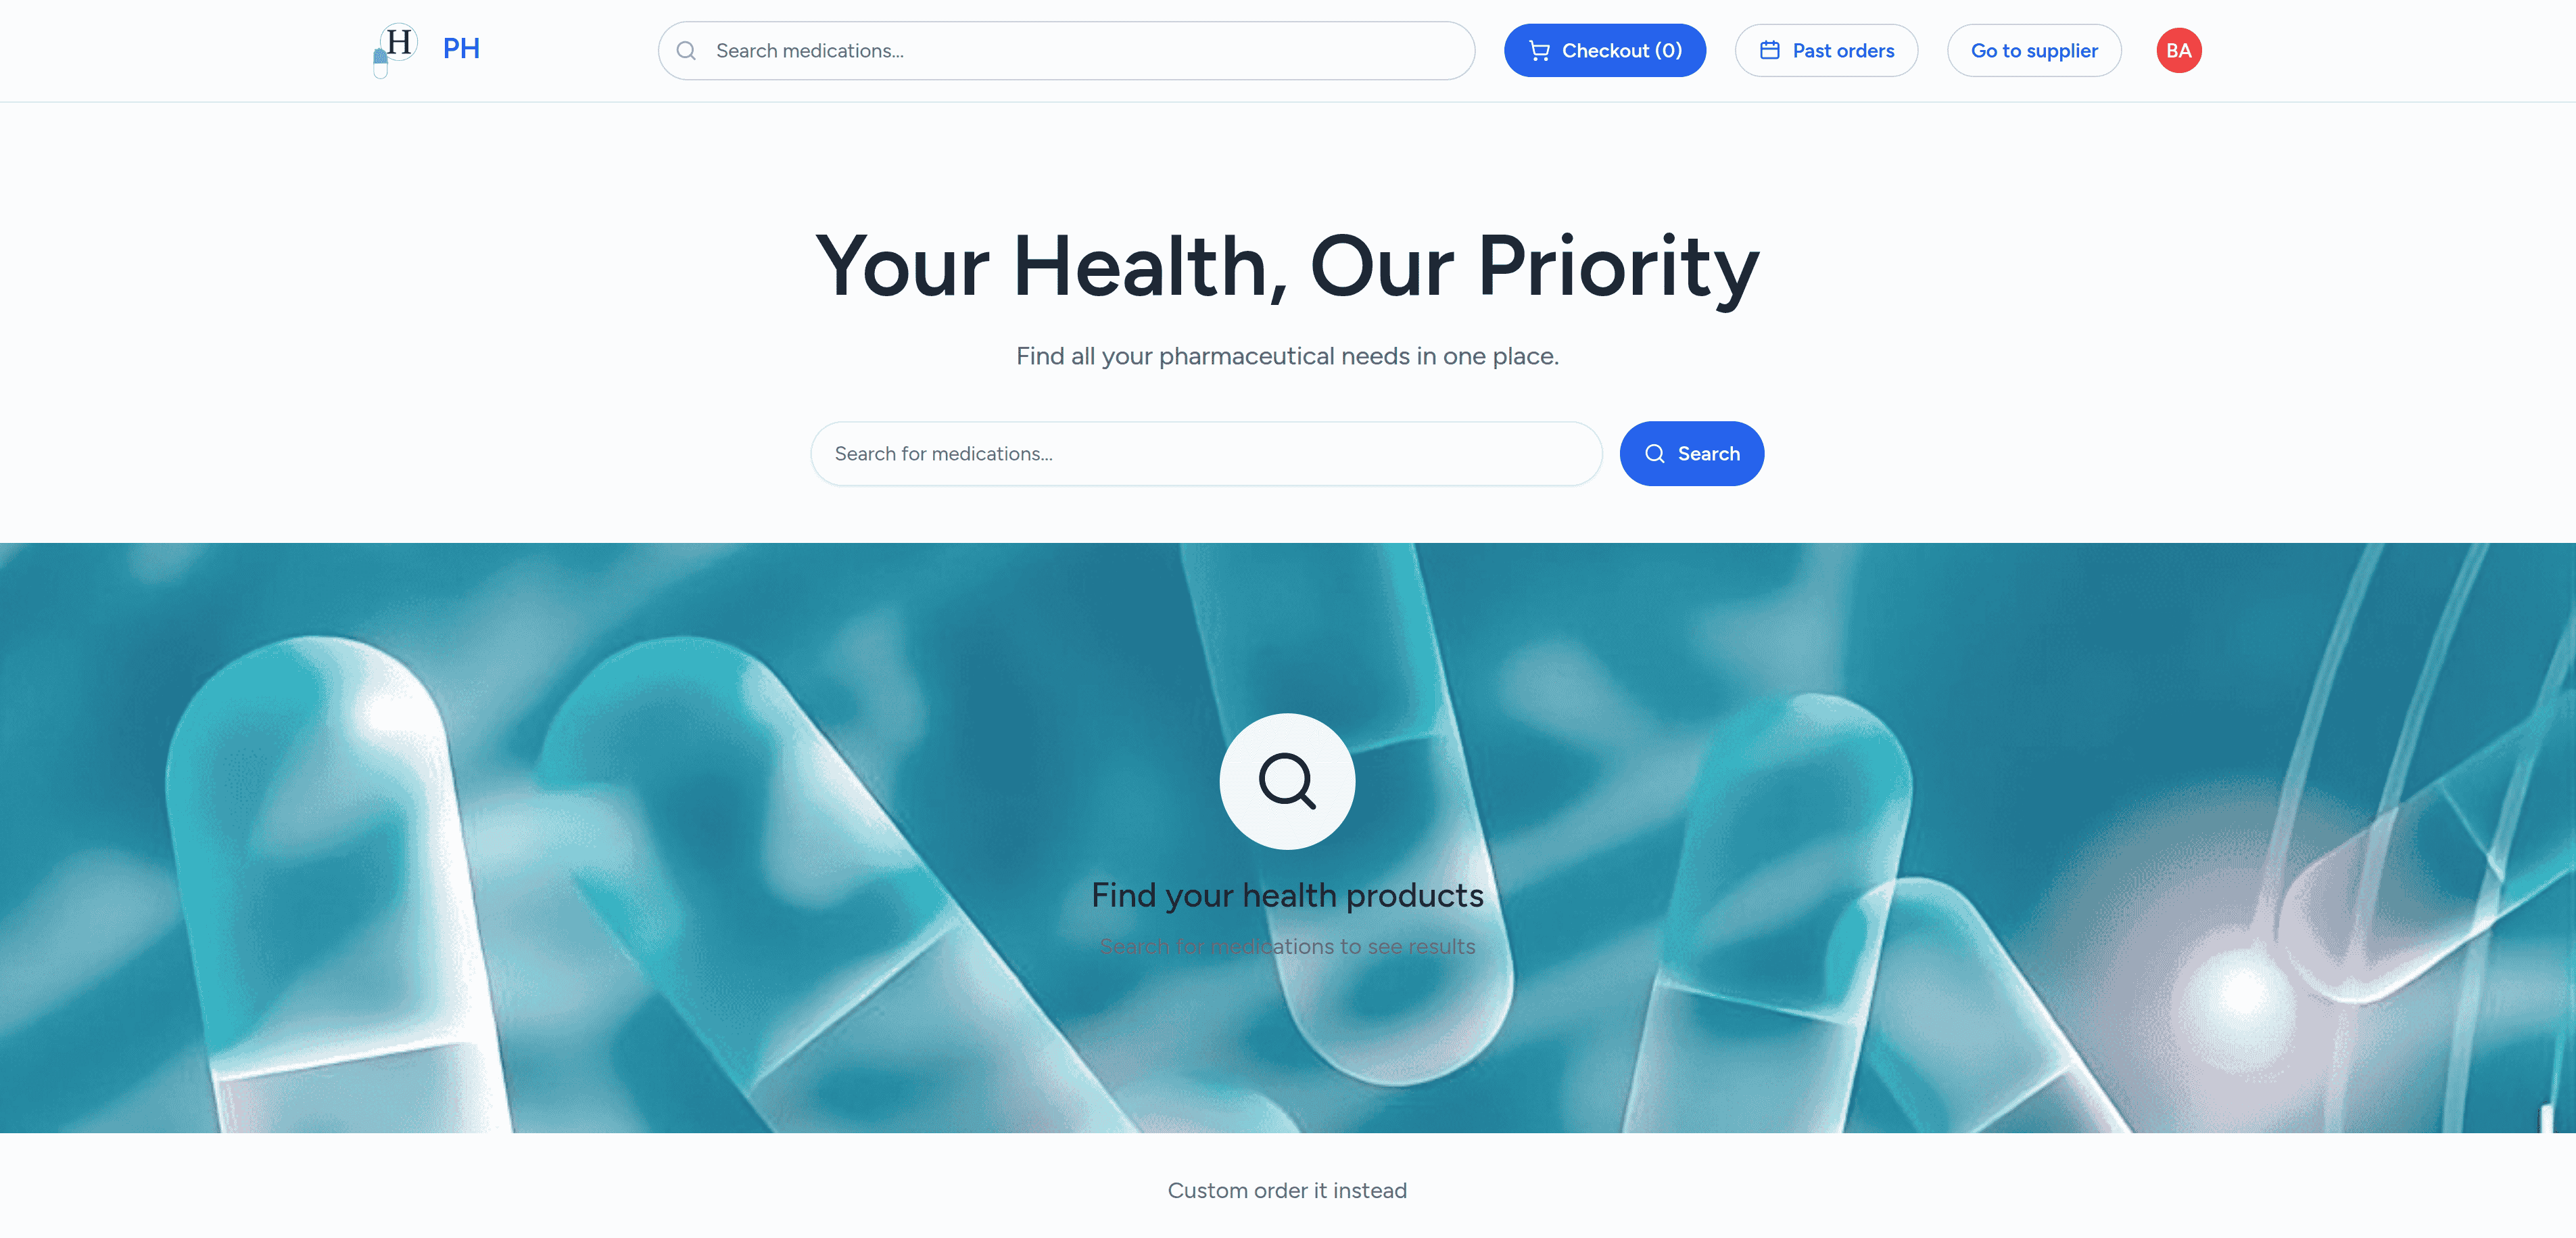 H
PH
Search medications...
Checkout (0)
Past orders
Go to supplier
BA
Your Health, Our Priority
Find all your pharmaceutical needs in one place.
Search for medications...
Search
Find your health products
Search for medications to see results
Custom order it instead